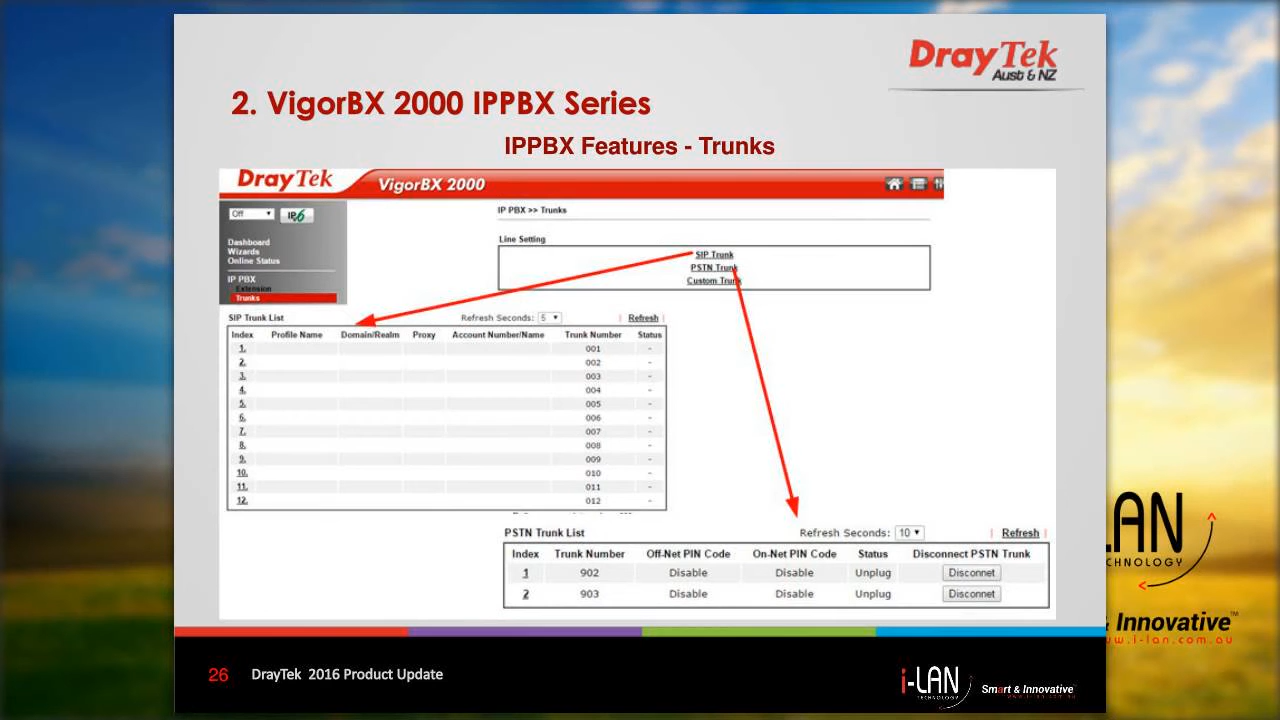 DrayTek
Aust & NZ
2. VigorBX 2000 IPPBX Series
IPPBX Features - Trunks
DrayTek VigorBX 2000
Off
IPv6
IP PBX >> Trunks
Dashboard
Wizards
Online Status
IP PBX
Extension
Trunks
Line Setting
SIP Trunk
PSTN Trunk
Custom Trunk
SIP Trunk List Refresh Seconds: 5 | Refresh |
Index Profile Name Domain/Realm Proxy Account Number/Name Trunk Number Status
1. 001 -
2. 002 -
3. 003 -
4. 004 -
5. 005 -
6. 006 -
7. 007 -
8. 008 -
9. 009 -
10. 010 -
11. 011 -
12. 012 -
PSTN Trunk List Refresh Seconds: 10 | Refresh |
Index Trunk Number Off-Net PIN Code On-Net PIN Code Status Disconnect PSTN Trunk
1 902 Disable Disable Unplug Disconnet
2 903 Disable Disable Unplug Disconnet
26 DrayTek 2016 Product Update
i-LAN
TECHNOLOGY
Smart & Innovative
LAN
CHNOLOGY
& Innovative™
www.i-lan.com.au